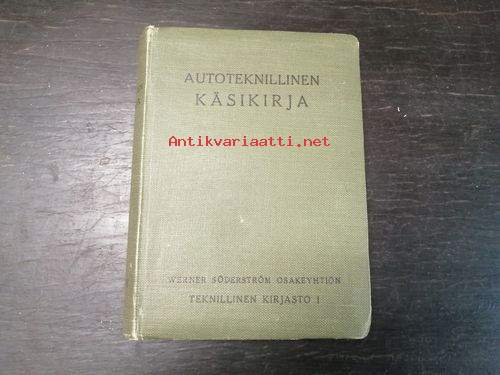 AUTOTEKNILLINEN
KÄSIKIRJA
Antikvariaatti.net
WERNER SÖDERSTRÖM OSAKEYHTIÖN
TEKNILLINEN KIRJASTO I